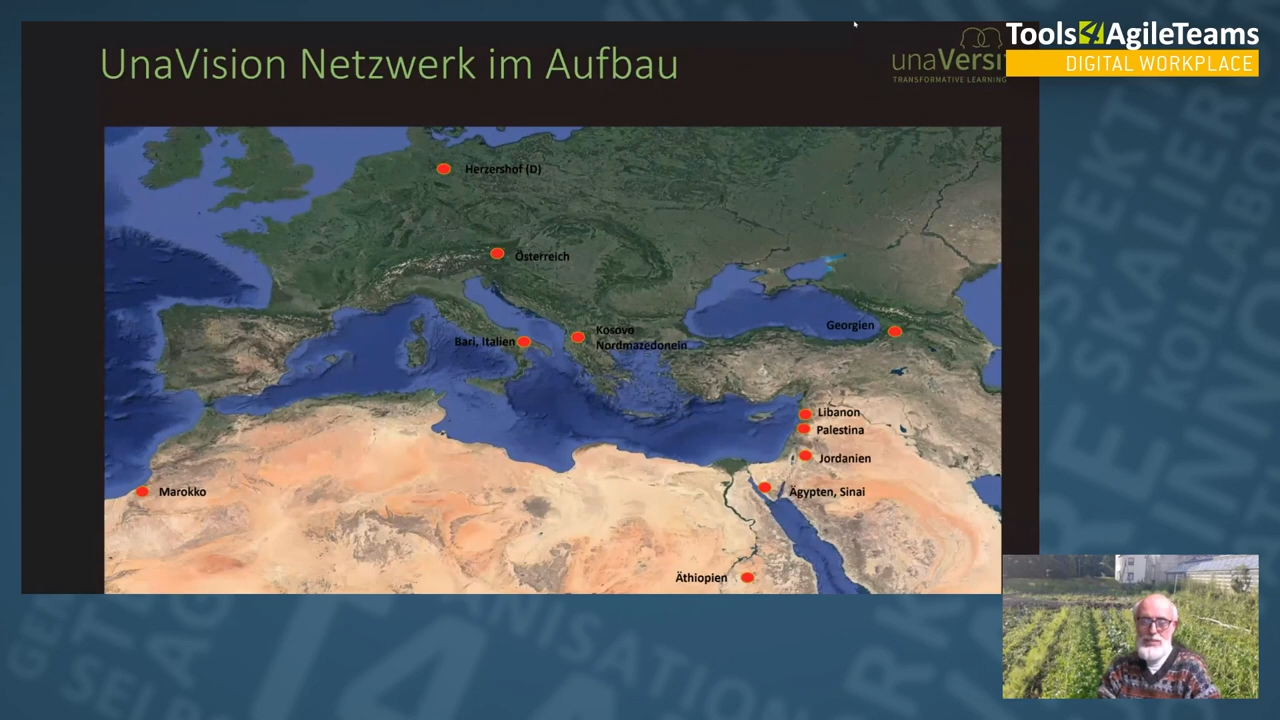 UnaVision Netzwerk im Aufbau
unaVersi
TRANSFORMATIVE LEARNING
Tools4AgileTeams
DIGITAL WORKPLACE
Herzershof (D)
Österreich
Kosovo
Nordmazedonein
Bari, Italien
Georgien
Libanon
Palestina
Jordanien
Marokko
Ägypten, Sinai
Äthiopien